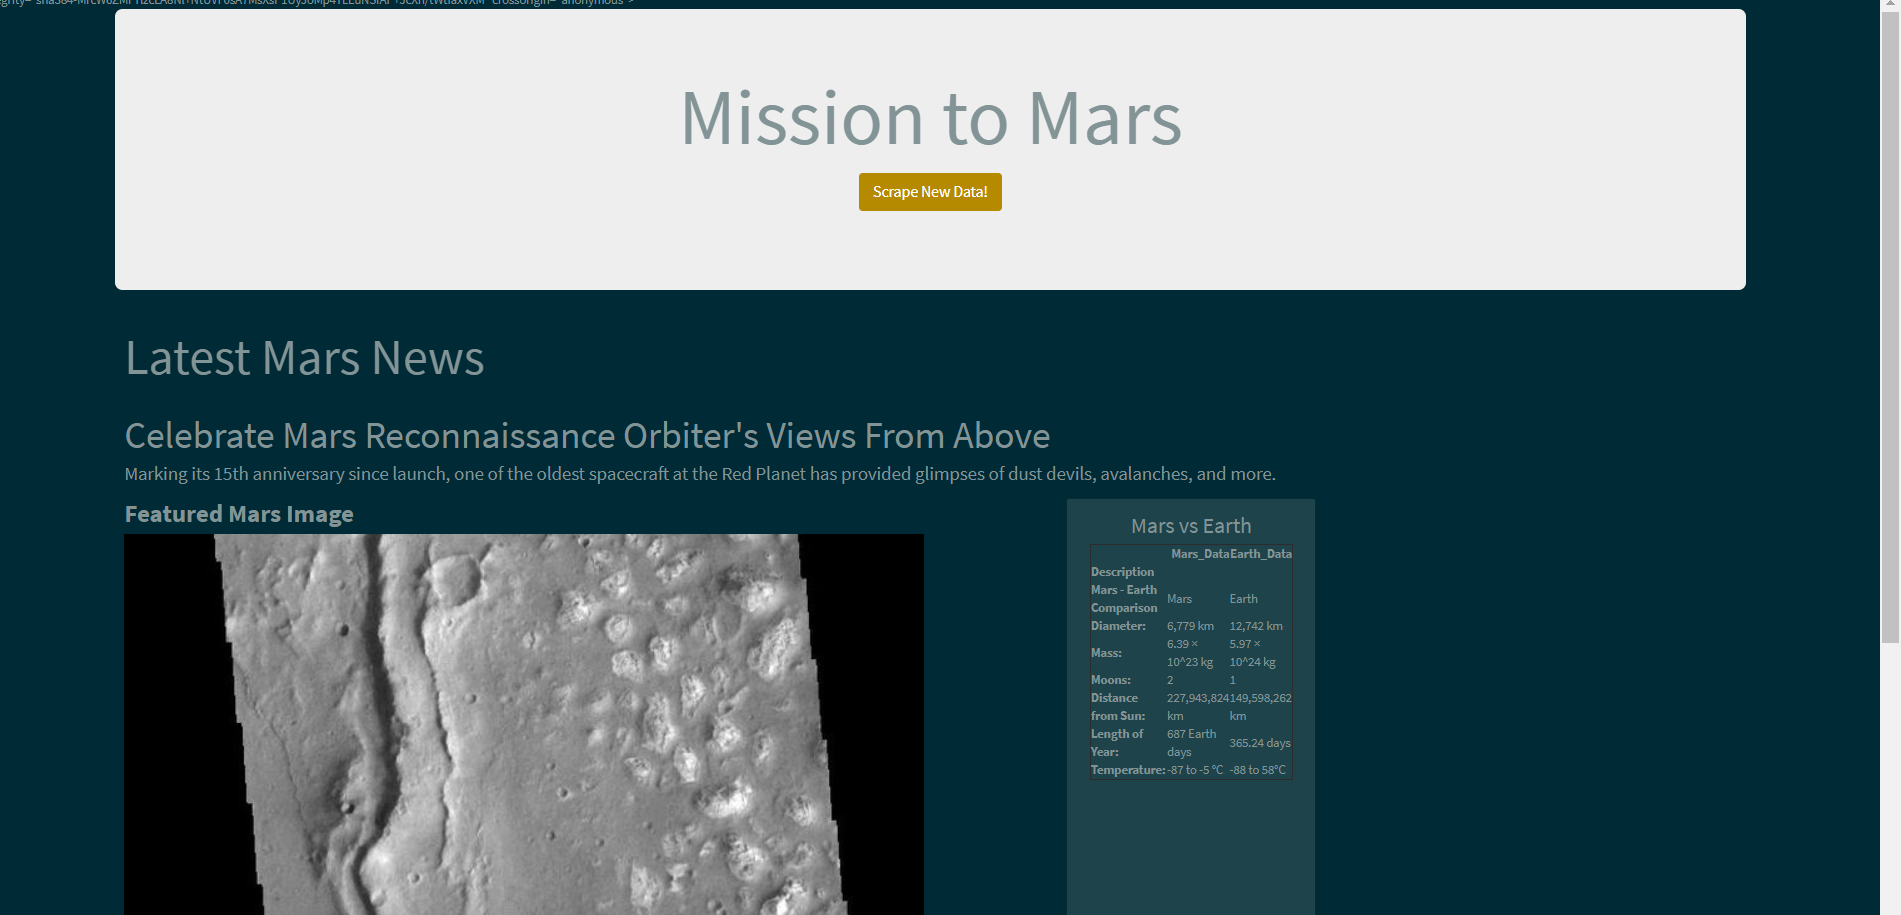 crossorigin="anonymous">
Mission to Mars
Scrape New Data!
Latest Mars News
Celebrate Mars Reconnaissance Orbiter's Views From Above
Marking its 15th anniversary since launch, one of the oldest spacecraft at the Red Planet has provided glimpses of dust devils, avalanches, and more.
Featured Mars Image
Mars vs Earth
Mars_Data Earth_Data
Description
Mars - Earth Comparison Mars Earth
Diameter: 6,779 km 12,742 km
Mass: 6.39 × 10^23 kg 5.97 × 10^24 kg
Moons: 2 1
Distance from Sun: 227,943,824 km 149,598,262 km
Length of Year: 687 Earth days 365.24 days
Temperature: -87 to -5 °C -88 to 58°C